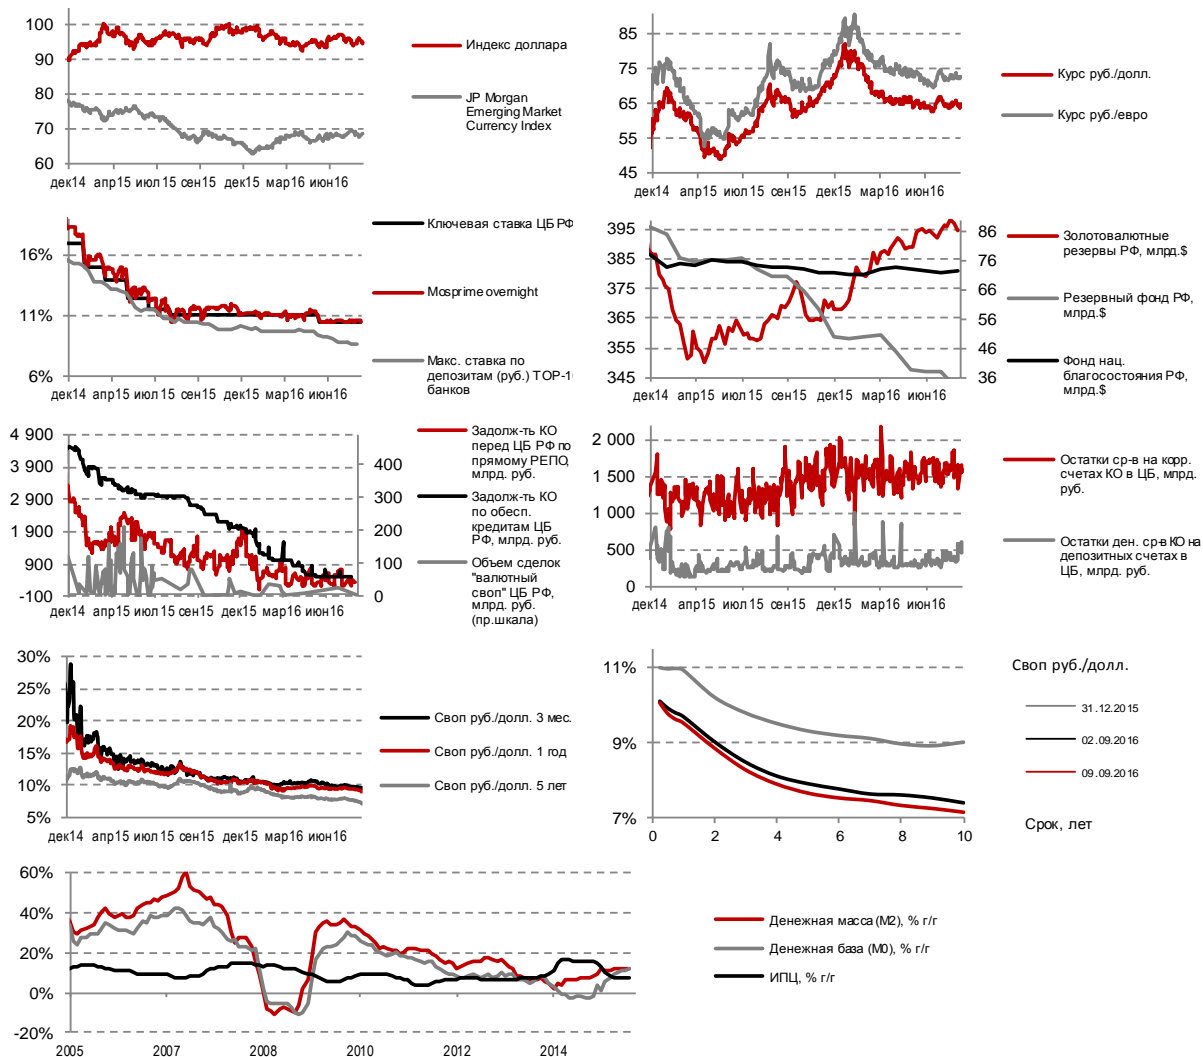 100
90
80
70
60
дек14 апр15 июл 15 сен15 дек15 мар16 июн16
Индекс доллара
JP Morgan
Emerging Market
Currency Index
85
75
65
55
45
дек14 апр15 июл15 сен15 дек15 мар16 июн16
Курс руб./долл.
Курс руб./евро
16%
11%
6%
дек14 апр15 июл15 сен15 дек15 мар16 июн16
Ключевая ставка ЦБ РФ
Mosprime overnight
Макс. ставка по
депозитам (руб.) TOP-1
банков
395
385
375
365
355
345
86
76
66
56
46
36
дек14 апр15 июл15 сен15 дек15 мар16 июн16
Золотовалютные
резервы РФ, млрд.$
Резервный фонд РФ,
млрд.$
Фонд нац.
благосостояния РФ,
млрд.$
4 900
3 900
2 900
1 900
900
-100
400
300
200
100
0
дек14 апр15 июл15 сен15 дек15 мар16 июн16
Задолж-ть КО
перед ЦБ РФ по
прямому РЕПО,
млрд. руб.
Задолж-ть КО
по обесп.
кредитам ЦБ
РФ, млрд. руб.
Объем сделок
"валютный
своп" ЦБ РФ,
млрд. руб.
(пр.шкала)
2 000
1 500
1 000
500
0
дек14 апр15 июл15 сен15 дек15 мар16 июн16
Остатки ср-в на корр.
счетах КО в ЦБ, млрд.
руб.
Остатки ден. ср-в КО на
депозитных счетах в
ЦБ, млрд. руб.
30%
25%
20%
15%
10%
5%
дек14 апр15 июл15 сен15 дек15 мар16 июн16
Своп руб./долл. 3 мес.
Своп руб./долл. 1 год
Своп руб./долл. 5 лет
11%
9%
7%
0 2 4 6 8 10
Своп руб./долл.
31.12.2015
02.09.2016
09.09.2016
Срок, лет
60%
40%
20%
0%
-20%
2005 2007 2008 2010 2012 2014
Денежная масса (М2), % г/г
Денежная база (М0), % г/г
ИПЦ, % г/г